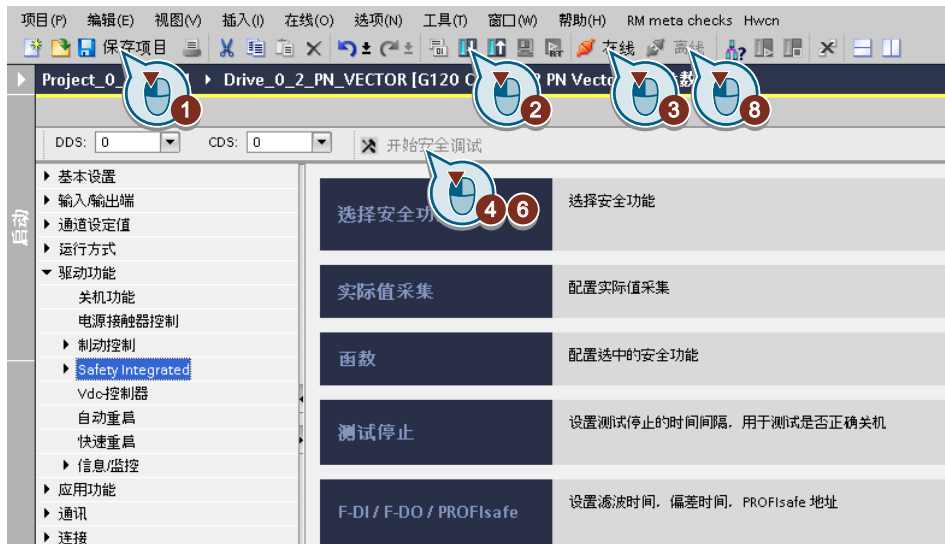 项目(P) 编辑(E) 视图(V) 插入(I) 在线(O) 选项(N) 工具(T) 窗口(W) 帮助(H) RM meta checks Hwcn
保存项目 在线 离线
Project_0_ Drive_0_2_PN_VECTOR [G120 C PN Vecto 数
1 2 3 8
DDS: 0 CDS: 0 开始安全调试
4 6
启动
基本设置
输入/输出端
通道设定值
运行方式
驱动功能
关机功能
电源接触器控制
制动控制
Safety Integrated
Vdc-控制器
自动重启
快速重启
信息/监控
应用功能
通讯
连接
选择安全功 选择安全功能
实际值采集 配置实际值采集
函数 配置选中的安全功能
测试停止 设置测试停止的时间间隔，用于测试是否正确关机
F-DI / F-DO / PROFIsafe 设置滤波时间，偏差时间，PROFIsafe 地址